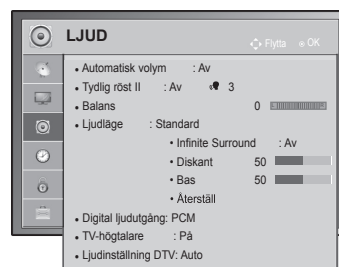 LJUD
Flytta OK
• Automatisk volym : Av
• Tydlig röst II : Av 3
• Balans 0
• Ljudläge : Standard
• Infinite Surround : Av
• Diskant 50
• Bas 50
• Återställ
• Digital ljudutgång: PCM
• TV-högtalare : På
• Ljudinställning DTV: Auto